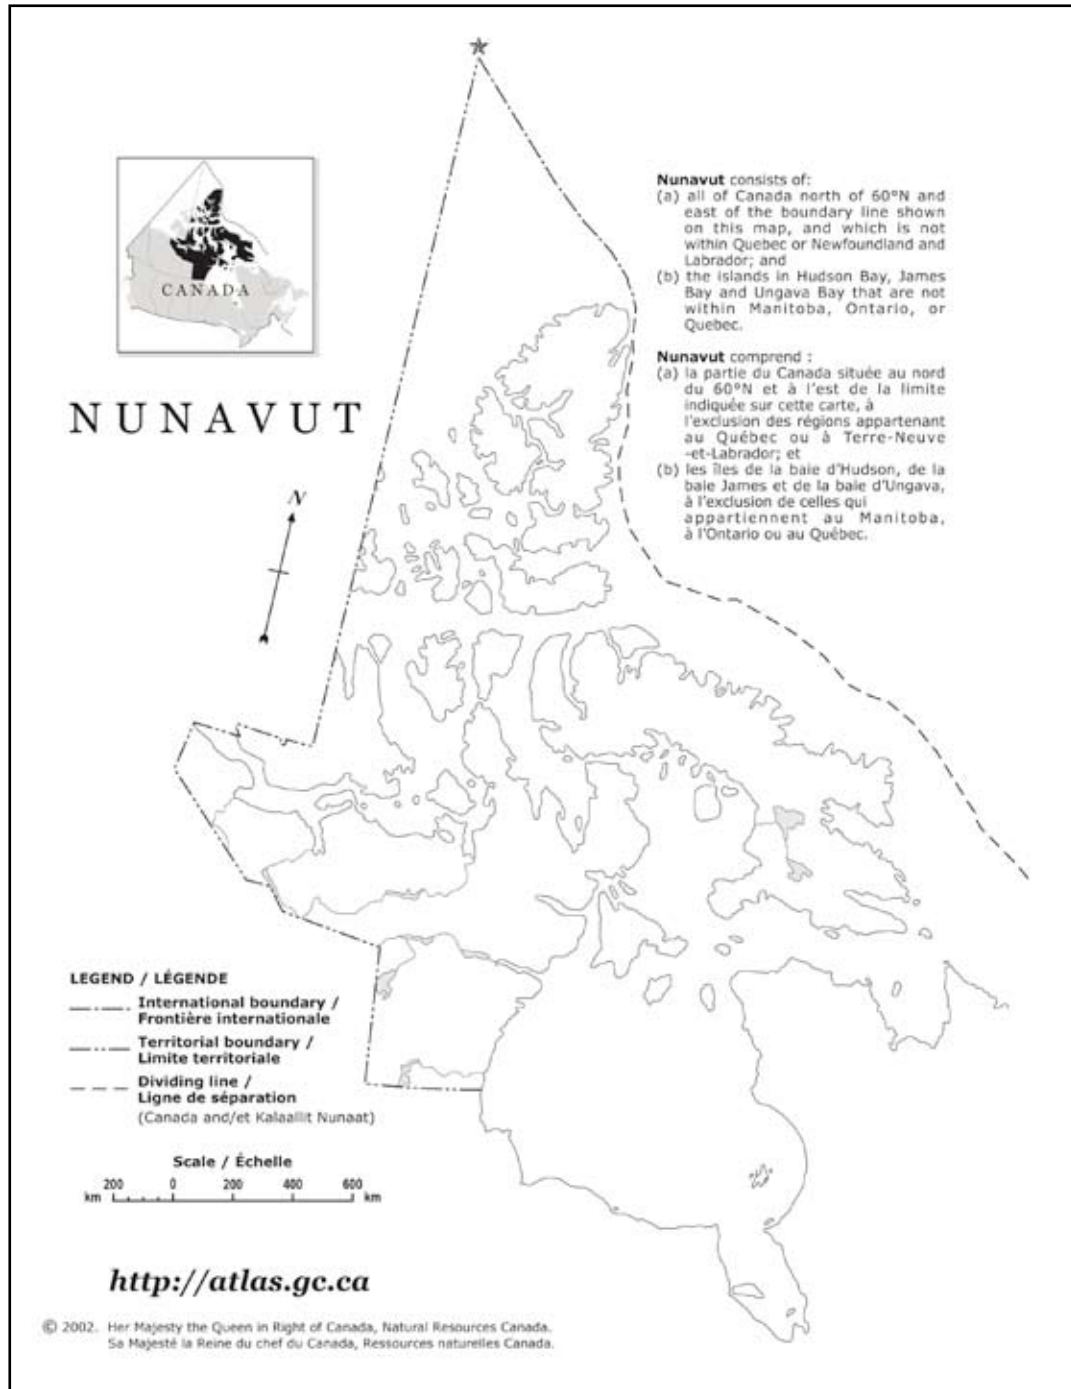 CANADA
NUNAVUT
N
Nunavut consists of:
(a) all of Canada north of 60°N and
east of the boundary line shown
on this map, and which is not
within Quebec or Newfoundland and
Labrador; and
(b) the islands in Hudson Bay, James
Bay and Ungava Bay that are not
within Manitoba, Ontario, or
Quebec.
Nunavut comprend :
(a) la partie du Canada située au nord
du 60°N et à l'est de la limite
indiquée sur cette carte, à
l'exclusion des régions appartenant
au Québec ou à Terre-Neuve
-et-Labrador; et
(b) les îles de la baie d'Hudson, de la
baie James et de la baie d'Ungava,
à l'exclusion de celles qui
appartiennent au Manitoba,
à l'Ontario ou au Québec.
LEGEND / LÉGENDE
International boundary /
Frontière internationale
Territorial boundary /
Limite territoriale
Dividing line /
Ligne de séparation
(Canada and/et Kalaallit Nunaat)
Scale / Échelle
200 0 200 400 600
km km
http://atlas.gc.ca
© 2002. Her Majesty the Queen in Right of Canada, Natural Resources Canada.
Sa Majesté la Reine du chef du Canada, Ressources naturelles Canada.